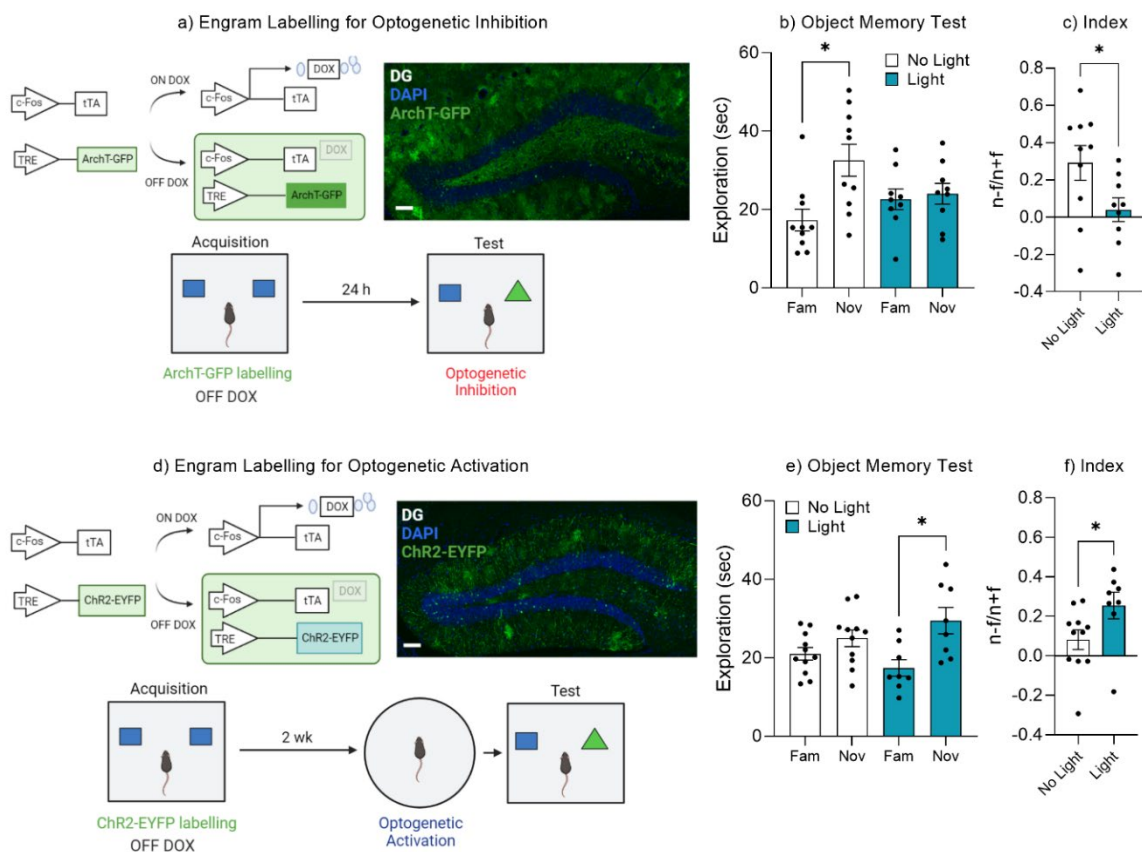 a) Engram Labelling for Optogenetic Inhibition
c-Fos
tTA
TRE
ArchT-GFP
ON DOX
OFF DOX
DOX
c-Fos
tTA
c-Fos
tTA
DOX
TRE
ArchT-GFP
DG
DAPI
ArchT-GFP
Acquisition
24 h
Test
ArchT-GFP labelling
OFF DOX
Optogenetic
Inhibition
b) Object Memory Test
Exploration (sec)
60
40
20
0
*
No Light
Light
Fam
Nov
Fam
Nov
c) Index
n-f/n+f
1.0
0.8
0.6
0.4
0.2
0.0
-0.2
-0.4
*
No Light
Light
d) Engram Labelling for Optogenetic Activation
c-Fos
tTA
TRE
ChR2-EYFP
ON DOX
OFF DOX
DOX
c-Fos
tTA
c-Fos
tTA
DOX
TRE
ChR2-EYFP
DG
DAPI
ChR2-EYFP
Acquisition
2 wk
Test
ChR2-EYFP labelling
OFF DOX
Optogenetic
Activation
e) Object Memory Test
Exploration (sec)
60
40
20
0
No Light
Light
*
Fam
Nov
Fam
Nov
f) Index
n-f/n+f
0.8
0.6
0.4
0.2
0.0
-0.2
-0.4
*
No Light
Light